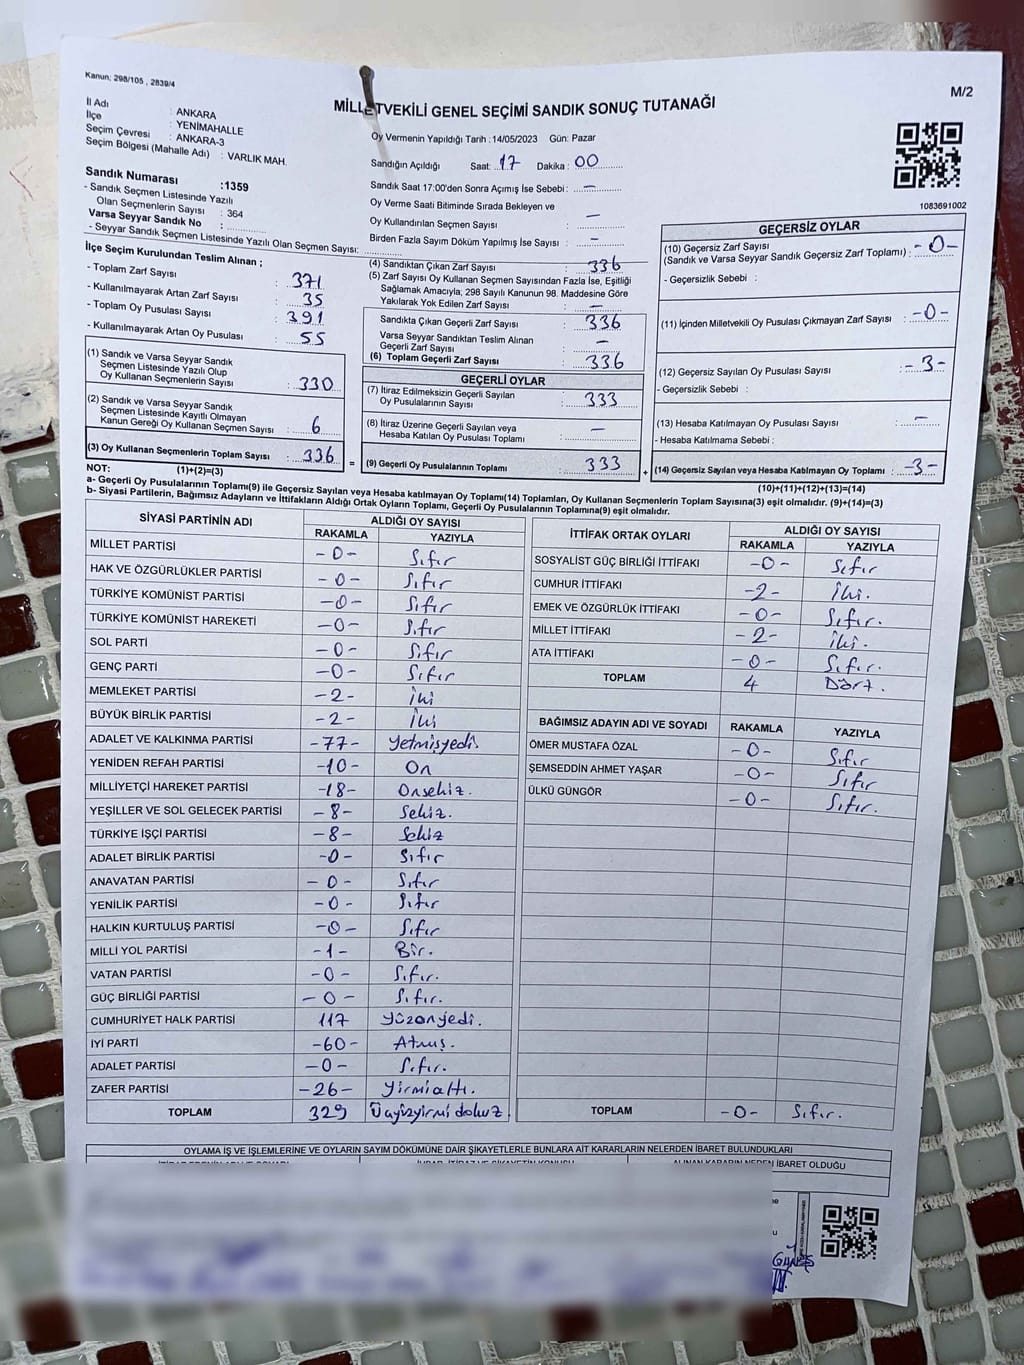 Kanun; 298/105 , 2839/4
M/2
MİLLETVEKİLİ GENEL SEÇİMİ SANDIK SONUÇ TUTANAĞI
İl Adı : ANKARA
İlçe : YENİMAHALLE
Seçim Çevresi : ANKARA-3
Seçim Bölgesi (Mahalle Adı) : VARLIK MAH.
Oy Vermenin Yapıldığı Tarih : 14/05/2023 Gün: Pazar
Sandığın Açıldığı Saat: 17 Dakika : 00
Sandık Saat 17:00'den Sonra Açımış İse Sebebi : —
Oy Verme Saati Bitiminde Sırada Bekleyen ve
Oy Kullandırılan Seçmen Sayısı —
Birden Fazla Sayım Döküm Yapılmış İse Sayısı : —
1083691002
Sandık Numarası :1359
- Sandık Seçmen Listesinde Yazılı
Olan Seçmenlerin Sayısı : 364
Varsa Seyyar Sandık No :
- Seyyar Sandık Seçmen Listesinde Yazılı Olan Seçmen Sayısı:
İlçe Seçim Kurulundan Teslim Alınan ;
- Toplam Zarf Sayısı : 371
- Kullanılmayarak Artan Zarf Sayısı : 35
- Toplam Oy Pusulası Sayısı : 391
- Kullanılmayarak Artan Oy Pusulası : 55
(1) Sandık ve Varsa Seyyar Sandık
Seçmen Listesinde Yazılı Olup
Oy Kullanan Seçmenlerin Sayısı : 330
(2) Sandık ve Varsa Seyyar Sandık
Seçmen Listesinde Kayıtlı Olmayan
Kanun Gereği Oy Kullanan Seçmen Sayısı : 6
(3) Oy Kullanan Seçmenlerin Toplam Sayısı : 336
(1)+(2)=(3)
(4) Sandıktan Çıkan Zarf Sayısı : 336
(5) Zarf Sayısı Oy Kullanan Seçmen Sayısından Fazla İse, Eşitliği
Sağlamak Amacıyla; 298 Sayılı Kanunun 98. Maddesine Göre
Yakılarak Yok Edilen Zarf Sayısı : —
Sandıkta Çıkan Geçerli Zarf Sayısı : 336
Varsa Seyyar Sandıktan Teslim Alınan
Geçerli Zarf Sayısı : —
(6) Toplam Geçerli Zarf Sayısı : 336
GEÇERLİ OYLAR
(7) İtiraz Edilmeksizin Geçerli Sayılan
Oy Pusulalarının Sayısı : 333
(8) İtiraz Üzerine Geçerli Sayılan veya
Hesaba Katılan Oy Pusulası Toplamı : —
= (9) Geçerli Oy Pusulalarının Toplamı : 333
GEÇERSİZ OYLAR
(10) Geçersiz Zarf Sayısı
(Sandık ve Varsa Seyyar Sandık Geçersiz Zarf Toplamı) : -0-
- Geçersizlik Sebebi :
(11) İçinden Milletvekili Oy Pusulası Çıkmayan Zarf Sayısı : -0-
(12) Geçersiz Sayılan Oy Pusulası Sayısı : -3-
- Geçersizlik Sebebi :
(13) Hesaba Katılmayan Oy Pusulası Sayısı : —
- Hesaba Katılmama Sebebi :
+ (14) Geçersiz Sayılan veya Hesaba Katılmayan Oy Toplamı : -3-
(10)+(11)+(12)+(13)=(14)
NOT:
a- Geçerli Oy Pusulalarının Toplamı(9) ile Geçersiz Sayılan veya Hesaba katılmayan Oy Toplamı(14) Toplamları, Oy Kullanan Seçmenlerin Toplam Sayısına(3) eşit olmalıdır. (9)+(14)=(3)
b- Siyasi Partilerin, Bağımsız Adayların ve İttifakların Aldığı Ortak Oyların Toplamı, Geçerli Oy Pusulalarının Toplamına(9) eşit olmalıdır.
SİYASİ PARTİNİN ADI ALDIĞI OY SAYISI
RAKAMLA YAZIYLA
MİLLET PARTİSİ -0- Sıfır
HAK VE ÖZGÜRLÜKLER PARTİSİ -0- Sıfır
TÜRKİYE KOMÜNİST PARTİSİ -0- Sıfır
TÜRKİYE KOMÜNİST HAREKETİ -0- Sıfır
SOL PARTİ -0- Sıfır
GENÇ PARTİ -0- Sıfır
MEMLEKET PARTİSİ -2- İki
BÜYÜK BİRLİK PARTİSİ -2- İki
ADALET VE KALKINMA PARTİSİ -77- Yetmişyedi
YENİDEN REFAH PARTİSİ -10- On
MİLLİYETÇİ HAREKET PARTİSİ -18- Onsekiz.
YEŞİLLER VE SOL GELECEK PARTİSİ -8- Sekiz.
TÜRKİYE İŞÇİ PARTİSİ -8- Sekiz
ADALET BİRLİK PARTİSİ -0- Sıfır
ANAVATAN PARTİSİ -0- Sıfır
YENİLİK PARTİSİ -0- Sıfır
HALKIN KURTULUŞ PARTİSİ -0- Sıfır
MİLLİ YOL PARTİSİ -1- Bir.
VATAN PARTİSİ -0- Sıfır.
GÜÇ BİRLİĞİ PARTİSİ -0- Sıfır.
CUMHURİYET HALK PARTİSİ 117 Yüzonyedi.
İYİ PARTİ -60- Atmış.
ADALET PARTİSİ -0- Sıfır.
ZAFER PARTİSİ -26- Yirmialtı.
TOPLAM 329 Üçyüzyirmidokuz.
İTTİFAK ORTAK OYLARI ALDIĞI OY SAYISI
RAKAMLA YAZIYLA
SOSYALİST GÜÇ BİRLİĞİ İTTİFAKI -0- Sıfır
CUMHUR İTTİFAKI -2- İki.
EMEK VE ÖZGÜRLÜK İTTİFAKI -0- Sıfır.
MİLLET İTTİFAKI -2- İki.
ATA İTTİFAKI -0- Sıfır.
TOPLAM 4 Dört.
BAĞIMSIZ ADAYIN ADI VE SOYADI RAKAMLA YAZIYLA
ÖMER MUSTAFA ÖZAL -0- Sıfır
ŞEMSEDDİN AHMET YAŞAR -0- Sıfır
ÜLKÜ GÜNGÖR -0- Sıfır.
TOPLAM -0- Sıfır.
OYLAMA İŞ VE İŞLEMLERİNE VE OYLARIN SAYIM DÖKÜMÜNE DAİR ŞİKAYETLERLE BUNLARA AİT KARARLARIN NELERDEN İBARET BULUNDUKLARI
ALINAN KARARIN NEDEN İBARET OLDUĞU